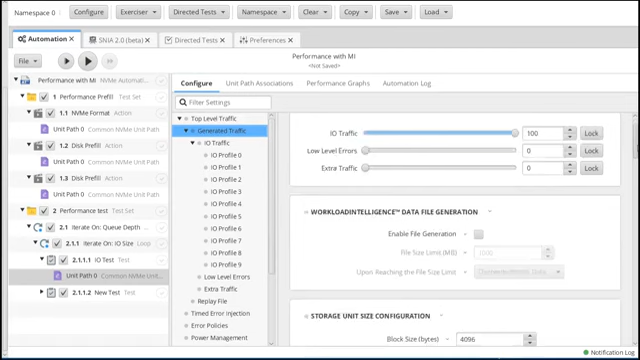 Namespace 0 Configure Exerciser Directed Tests Namespace Clear Copy Save Load
Automation SNIA 2.0 (beta) Directed Tests Preferences
File
Performance with MI
<Not Saved>
Performance with MI NVMe Automati...
1 Performance Prefill Test Set
1.1 NVMe Format Action
Unit Path 0 Common NVMe Unit Path
1.2 Disk Prefill Action
Unit Path 0 Common NVMe Unit Path
1.3 Disk Prefill Action
Unit Path 0 Common NVMe Unit Path
2 Performance test Test Set
2.1 Iterate On: Queue Depth
2.1.1 Iterate On: IO Size Loop
2.1.1.1 IO Test Test
Unit Path 0 Common NVMe Unit...
2.1.1.2 New Test Test
Configure Unit Path Associations Performance Graphs Automation Log
Filter Settings
Top Level Traffic
Generated Traffic
IO Traffic
IO Profile 0
IO Profile 1
IO Profile 2
IO Profile 3
IO Profile 4
IO Profile 5
IO Profile 6
IO Profile 7
IO Profile 8
IO Profile 9
Low Level Errors
Extra Traffic
Replay File
Timed Error Injection
Error Policies
Power Management
IO Traffic 100 Lock
Low Level Errors 0 Lock
Extra Traffic 0 Lock
WORKLOADINTELLIGENCE™ DATA FILE GENERATION
Enable File Generation
File Size Limit (MB) 1000
Upon Reaching the File Size Limit
STORAGE UNIT SIZE CONFIGURATION
Block Size (bytes) 4096
Notification Log